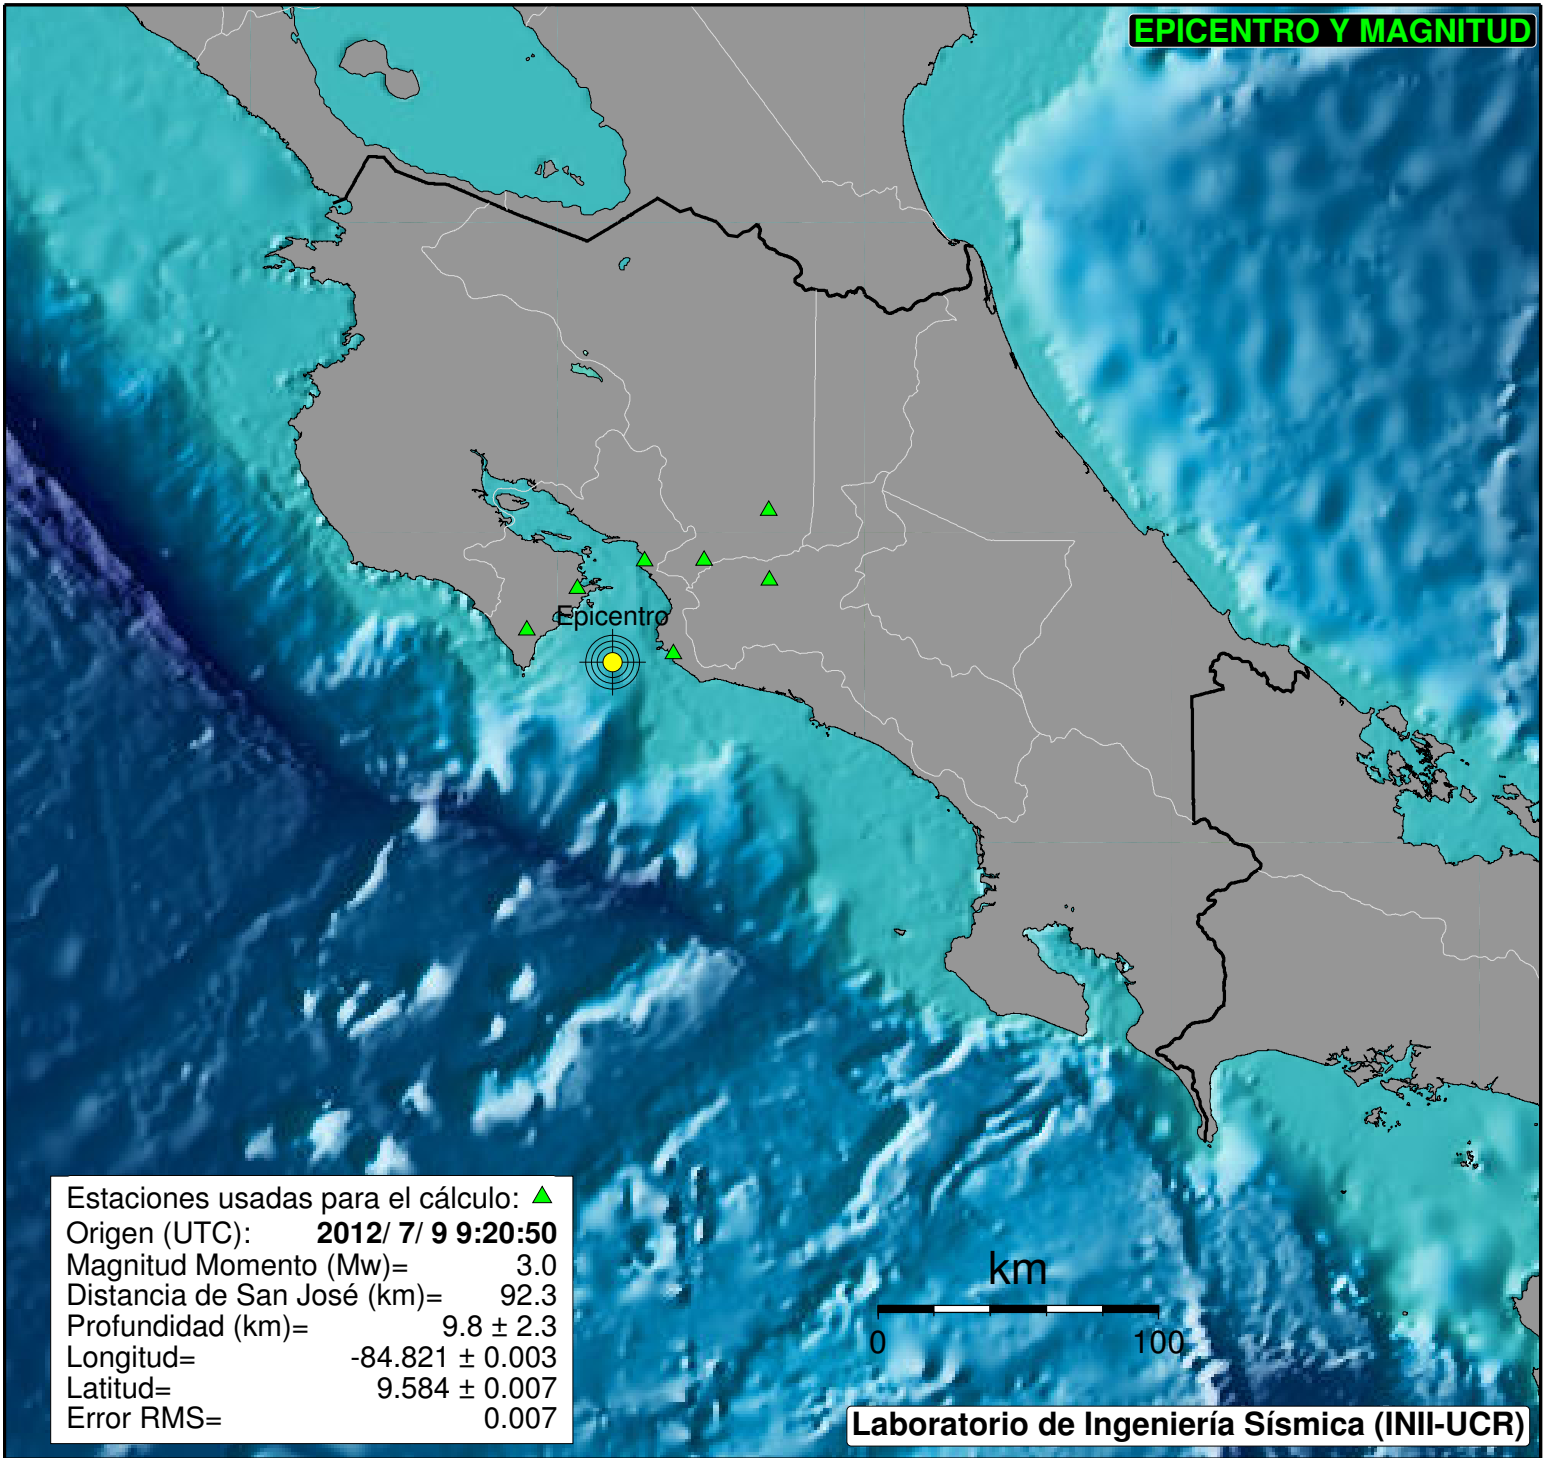 EPICENTRO Y MAGNITUD
Epicentro
Estaciones usadas para el cálculo:
Origen (UTC): 2012/ 7/ 9 9:20:50
Magnitud Momento (Mw)= 3.0
Distancia de San José (km)= 92.3
Profundidad (km)= 9.8 ± 2.3
Longitud= -84.821 ± 0.003
Latitud= 9.584 ± 0.007
Error RMS= 0.007
km
0 100
Laboratorio de Ingeniería Sísmica (INII-UCR)